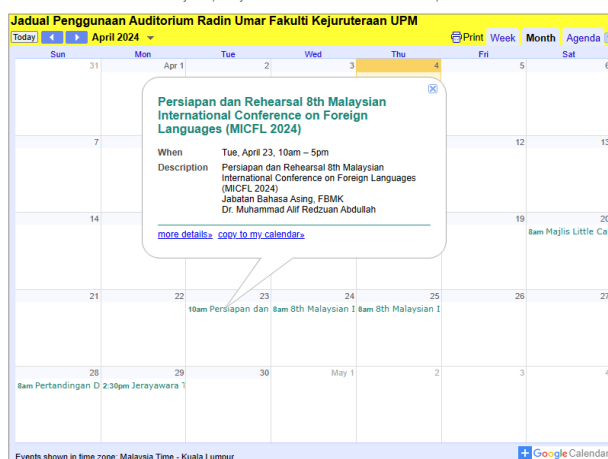 Jadual Penggunaan Auditorium Radin Umar Fakulti Kejuruteraan UPM
Today April 2024 Print Week Month Agenda
Sun Mon Tue Wed Thu Fri Sat
31 Apr 1 2 3 4 5 6
Persiapan dan Rehearsal 8th Malaysian
International Conference on Foreign
Languages (MICFL 2024)
When Tue, April 23, 10am – 5pm
Description Persiapan dan Rehearsal 8th Malaysian
International Conference on Foreign Languages
(MICFL 2024)
Jabatan Bahasa Asing, FBMK
Dr. Muhammad Alif Redzuan Abdullah
more details» copy to my calendar»
7 12 13
14 19 20
8am Majlis Little Ca
21 22 23 24 25 26 27
10am Persiapan dan 8am 8th Malaysian I 8am 8th Malaysian I
28 29 30 May 1 2 3 4
8am Pertandingan D 2:30pm Jerayawara T
Events shown in time zone: Malaysia Time - Kuala Lumpur
+ Google Calendar